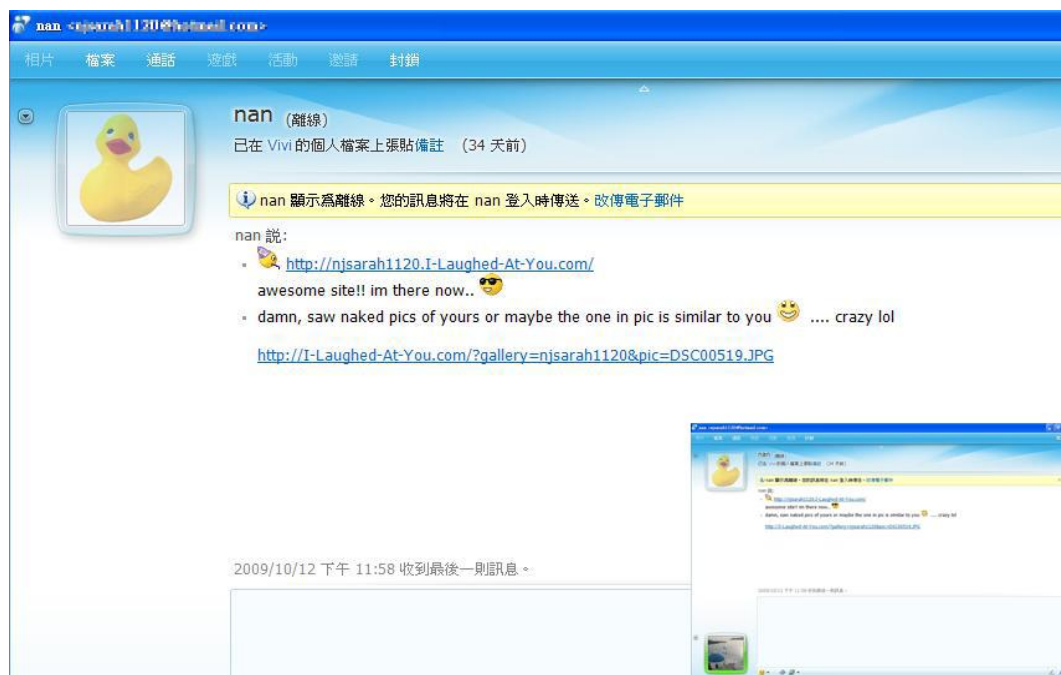 nan
相片 檔案 通話 遊戲 活動 邀請 封鎖
nan (離線)
已在 Vivi 的個人檔案上張貼備註 (34 天前)
nan 顯示為離線。您的訊息將在 nan 登入時傳送。改傳電子郵件
nan 說:
http://njsarah1120.I-Laughed-At-You.com/
awesome site!! im there now..
damn, saw naked pics of yours or maybe the one in pic is similar to you .... crazy lol
http://I-Laughed-At-You.com/?gallery=njsarah1120&pic=DSC00519.JPG
2009/10/12 下午 11:58 收到最後一則訊息。